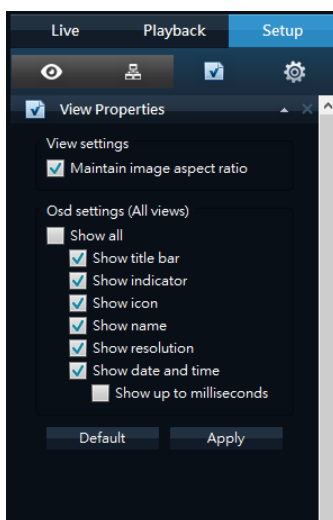 Live Playback Setup
View Properties
View settings
Maintain image aspect ratio
Osd settings (All views)
Show all
Show title bar
Show indicator
Show icon
Show name
Show resolution
Show date and time
Show up to milliseconds
Default Apply